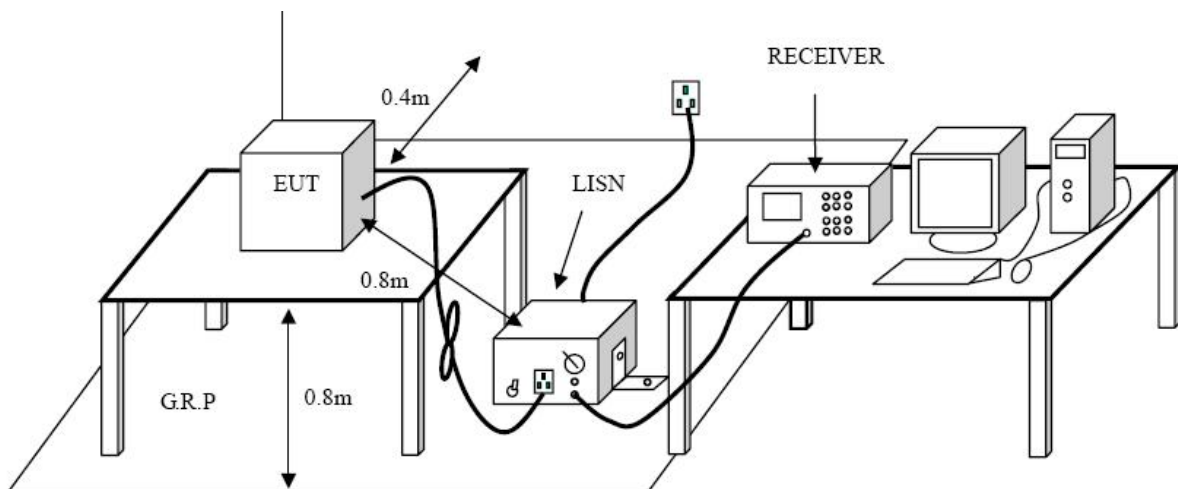 RECEIVER
0.4m
EUT
LISN
0.8m
G.R.P
0.8m